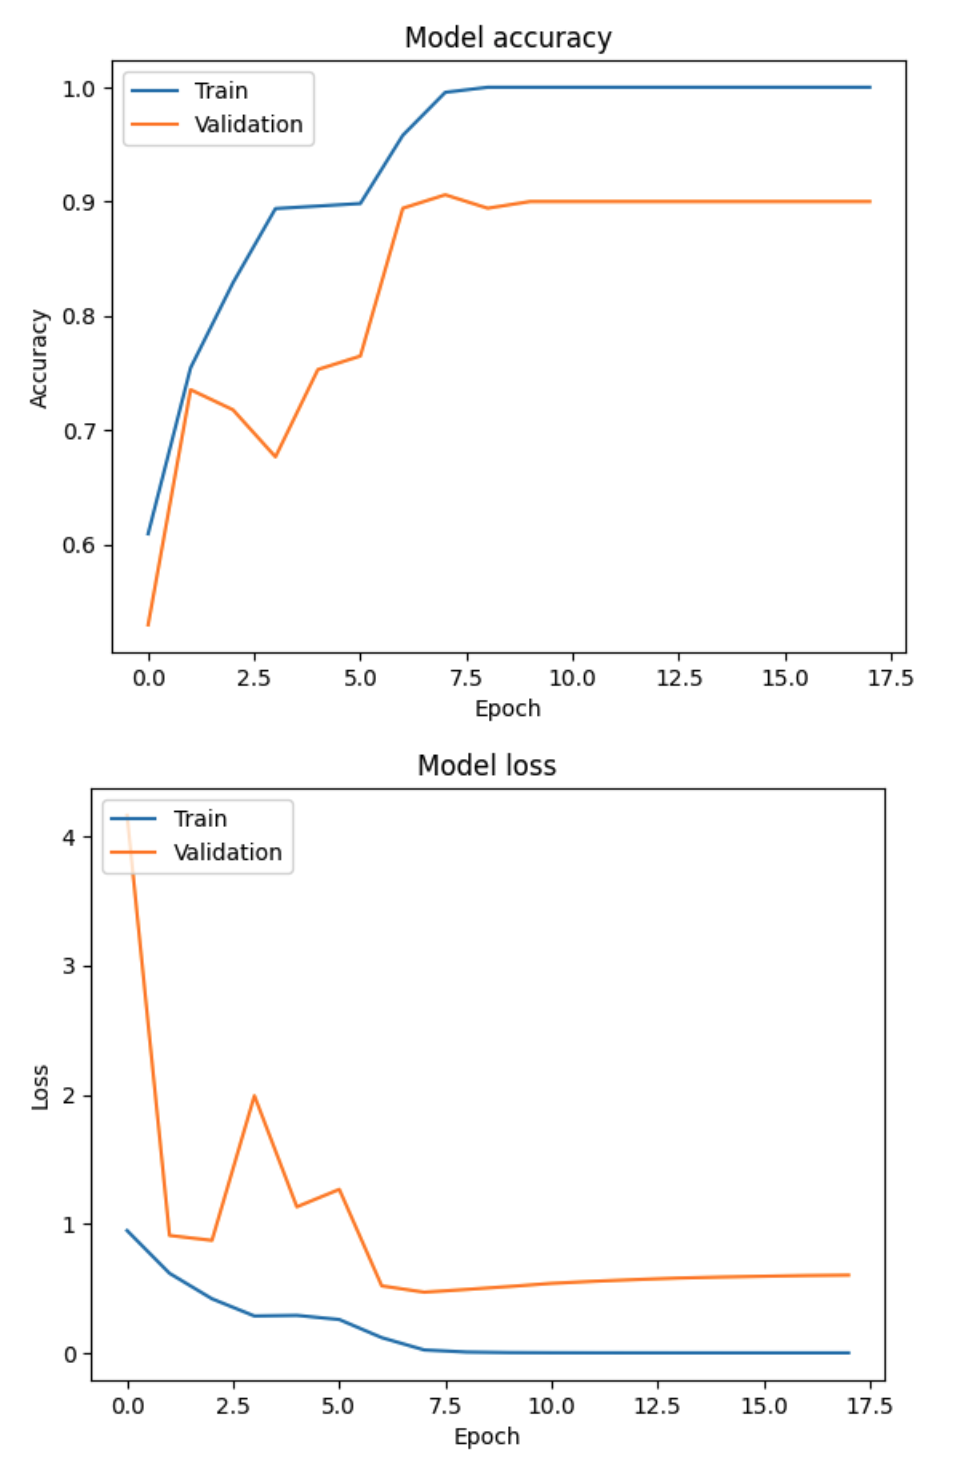 Model accuracy
Train
Validation
1.0
0.9
0.8
0.7
0.6
Accuracy
0.0 2.5 5.0 7.5 10.0 12.5 15.0 17.5
Epoch
Model loss
Train
Validation
4
3
2
1
0
Loss
0.0 2.5 5.0 7.5 10.0 12.5 15.0 17.5
Epoch